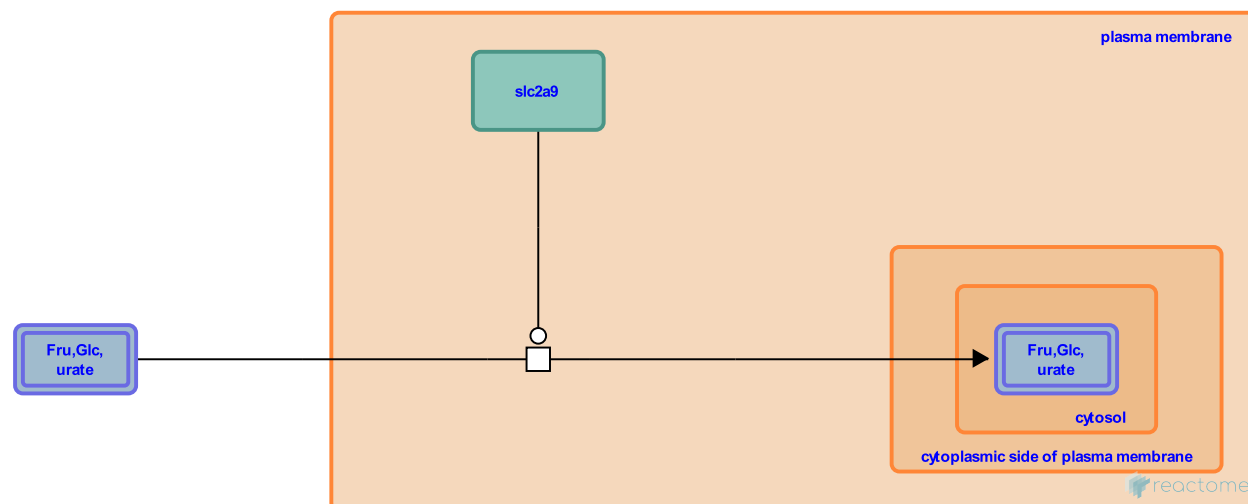 plasma membrane
slc2a9
Fru,Glc,
urate
Fru,Glc,
urate
cytosol
cytoplasmic side of plasma membrane
reactome